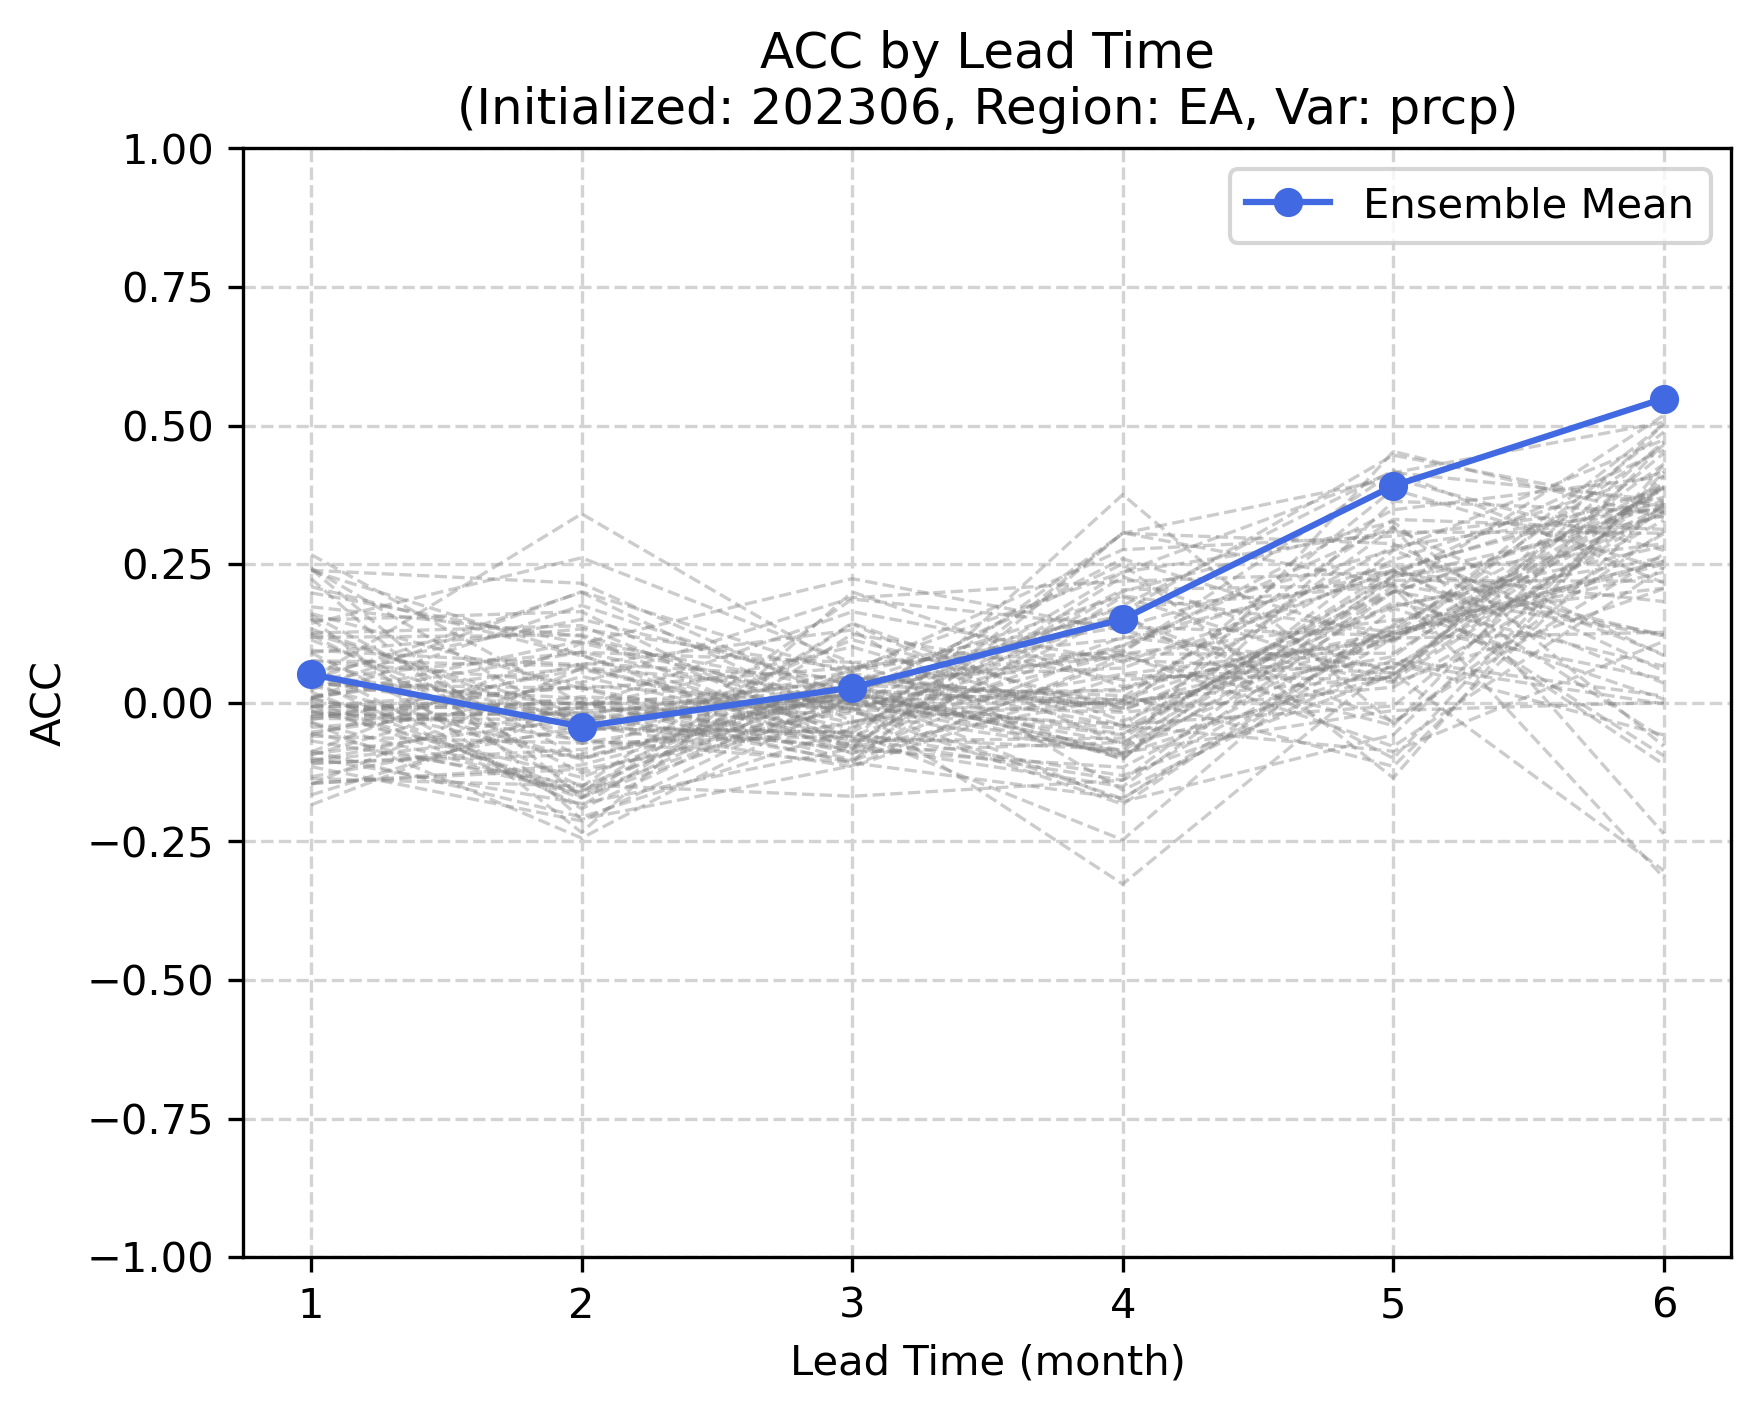 ACC by Lead Time
(Initialized: 202306, Region: EA, Var: prcp)
Ensemble Mean
1.00
0.75
0.50
0.25
0.00
−0.25
−0.50
−0.75
−1.00
ACC
1 2 3 4 5 6
Lead Time (month)